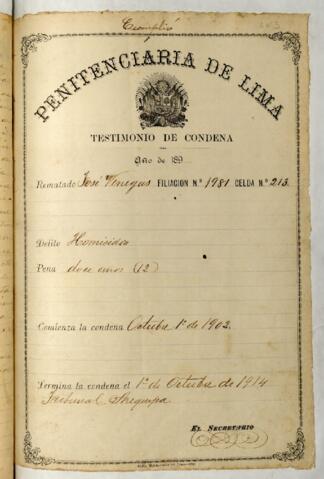 Cumplió
PENITENCIARIA DE LIMA
TESTIMONIO DE CONDENA
Año de 189
Rematado José Venegas FILIACION N.° 1981 CELDA N.° 213
Delito Homicidio
Pena doce años (12)
Comienza la condena Octubre 1° de 1902.
Termina la condena el 1° de Octubre de 1914
Tribunal Arequipa.
EL SECRETARIO